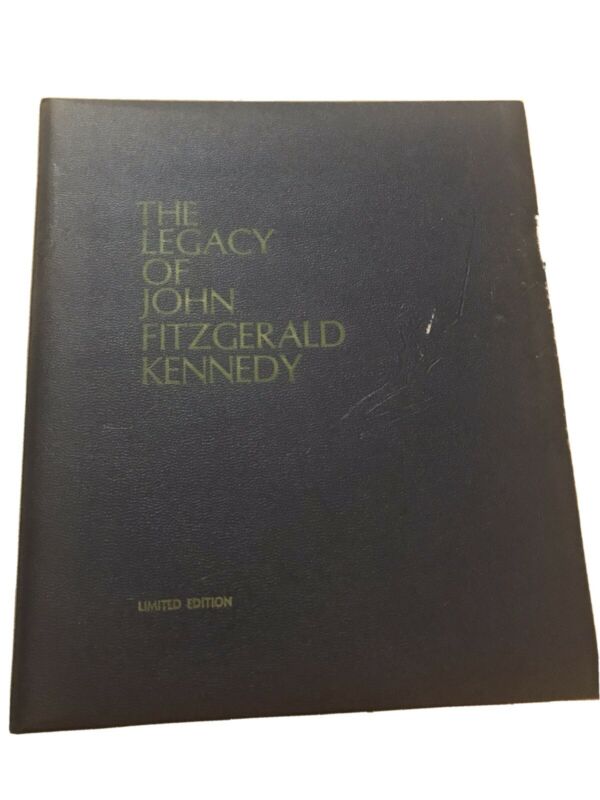 THE
LEGACY
OF
JOHN
FITZGERALD
KENNEDY
LIMITED EDITION